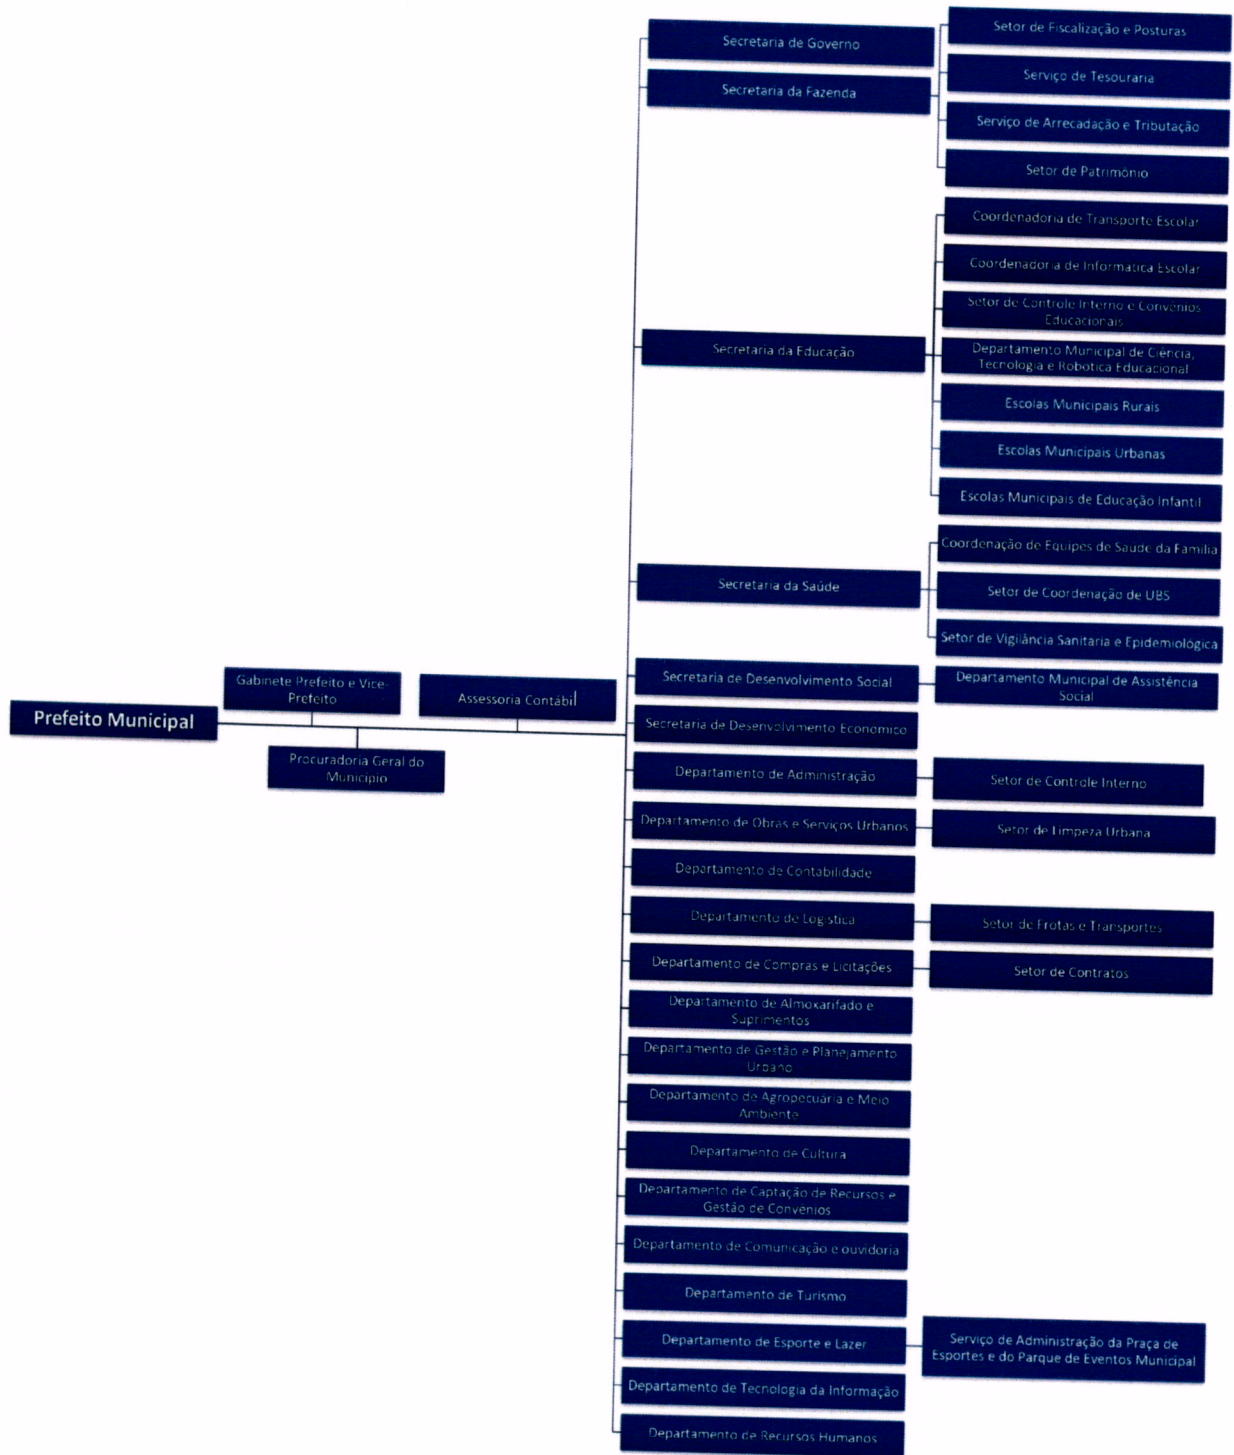 Prefeito Municipal
Gabinete Prefeito e Vice-
Prefeito
Procuradoria Geral do
Município
Assessoria Contábil
Secretaria de Governo
Secretaria da Fazenda
Setor de Fiscalização e Posturas
Serviço de Tesouraria
Serviço de Arrecadação e Tributação
Setor de Patrimônio
Secretaria da Educação
Coordenadoria de Transporte Escolar
Coordenadoria de Informatica Escolar
Setor de Controle Interno e Convênios
Educacionais
Departamento Municipal de Ciência,
Tecnologia e Robotica Educacional
Escolas Municipais Rurais
Escolas Municipais Urbanas
Escolas Municipais de Educação Infantil
Secretaria da Saúde
Coordenação de Equipes de Saude da Familia
Setor de Coordenação de UBS
Setor de Vigilância Sanitaria e Epidemiológica
Secretaria de Desenvolvimento Social
Departamento Municipal de Assistência
Social
Secretaria de Desenvolvimento Economico
Departamento de Administração
Setor de Controle Interno
Departamento de Obras e Serviços Urbanos
Setor de Limpeza Urbana
Departamento de Contabilidade
Departamento de Logistica
Setor de Frotas e Transportes
Departamento de Compras e Licitações
Setor de Contratos
Departamento de Almoxarifado e
Suprimentos
Departamento de Gestão e Planejamento
Urbano
Departamento de Agropecuária e Meio
Ambiente
Departamento de Cultura
Departamento de Captação de Recursos e
Gestão de Convenios
Departamento de Comunicação e ouvidoria
Departamento de Turismo
Departamento de Esporte e Lazer
Serviço de Administração da Praça de
Esportes e do Parque de Eventos Municipal
Departamento de Tecnologia da Informação
Departamento de Recursos Humanos